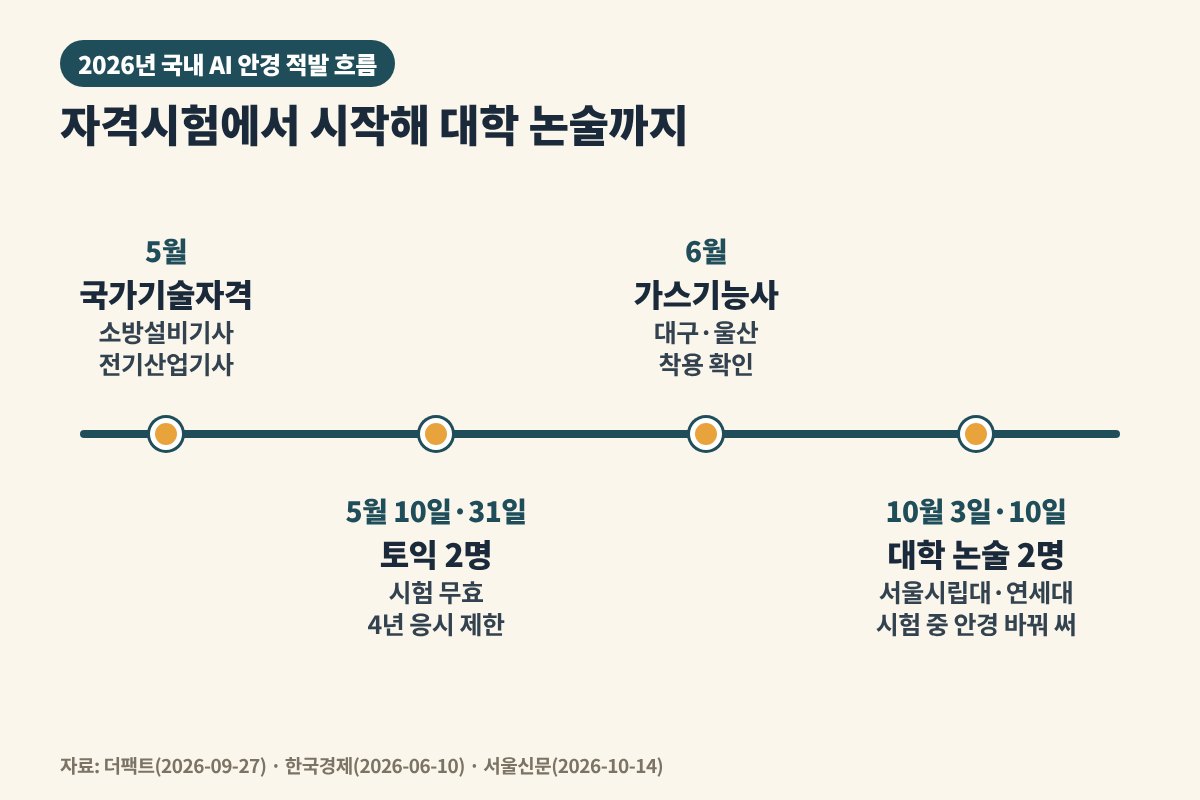 2026년 국내 AI 안경 적발 흐름
자격시험에서 시작해 대학 논술까지
5월
국가기술자격
소방설비기사
전기산업기사
5월 10일·31일
토익 2명
시험 무효
4년 응시 제한
6월
가스기능사
대구·울산
착용 확인
10월 3일·10일
대학 논술 2명
서울시립대·연세대
시험 중 안경 바꿔 써
자료: 더팩트(2026-09-27) · 한국경제(2026-06-10) · 서울신문(2026-10-14)